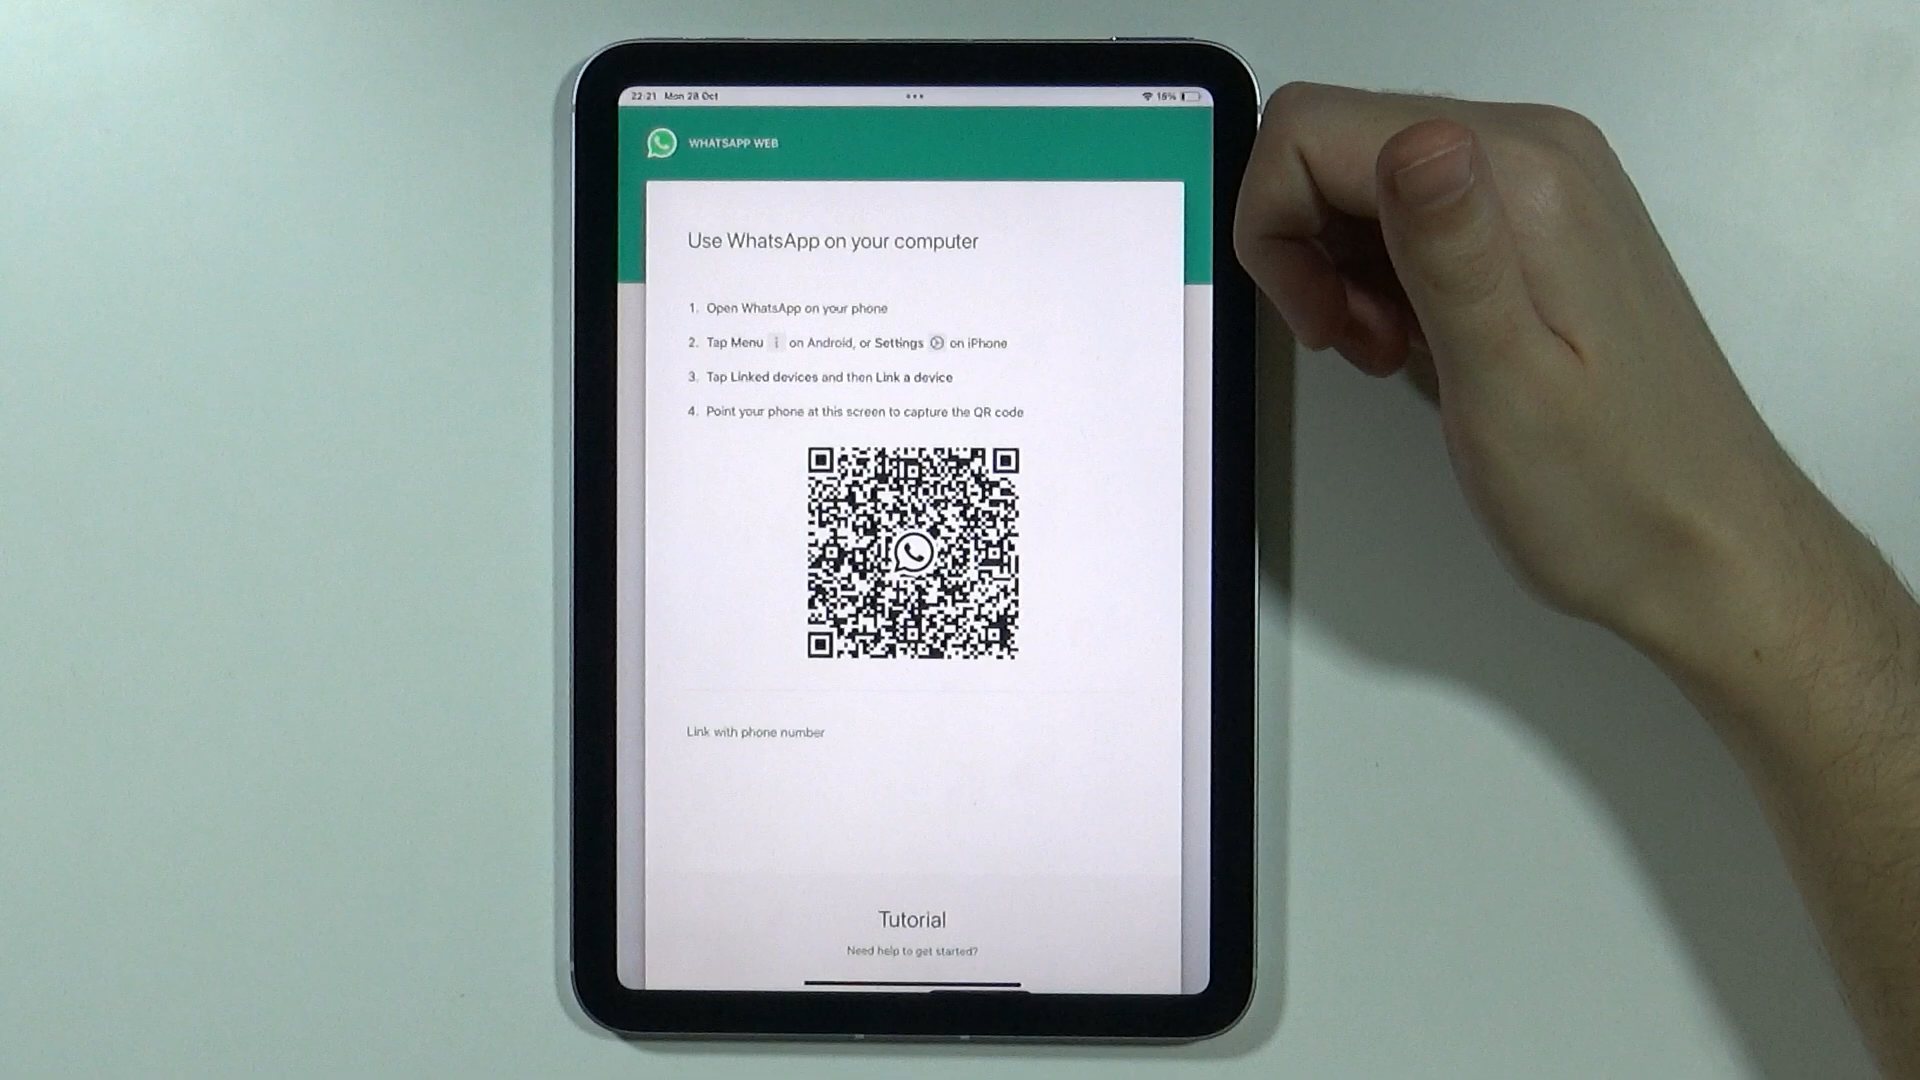 22:21 Mon 28 Oct
15%
WHATSAPP WEB
Use WhatsApp on your computer
1. Open WhatsApp on your phone
2. Tap Menu on Android, or Settings on iPhone
3. Tap Linked devices and then Link a device
4. Point your phone at this screen to capture the QR code
Link with phone number
Tutorial
Need help to get started?